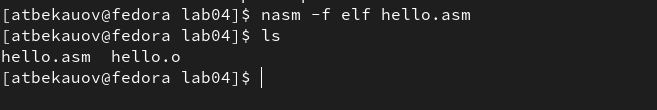 [atbekauov@fedora lab04]$ nasm -f elf hello.asm
[atbekauov@fedora lab04]$ ls
hello.asm  hello.o
[atbekauov@fedora lab04]$